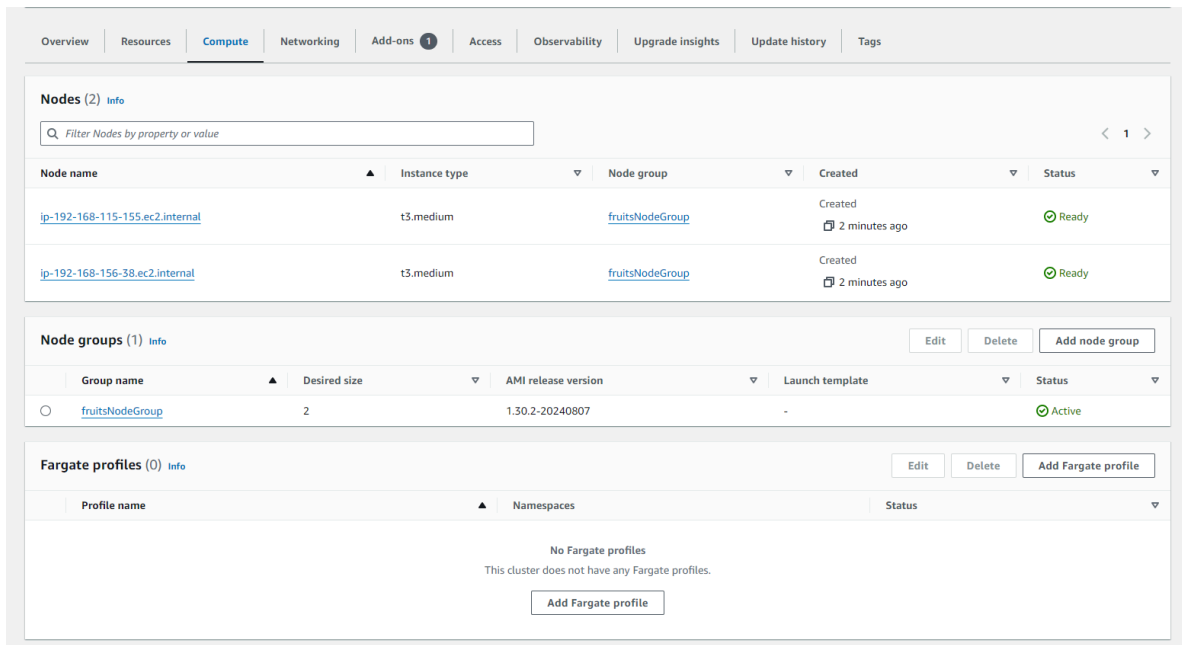 Overview Resources Compute Networking Add-ons 1 Access Observability Upgrade insights Update history Tags
Nodes (2) Info
Filter Nodes by property or value
1
Node name Instance type Node group Created Status
Created
ip-192-168-115-155.ec2.internal t3.medium fruitsNodeGroup Ready
2 minutes ago
Created
ip-192-168-156-38.ec2.internal t3.medium fruitsNodeGroup Ready
2 minutes ago
Node groups (1) Info Edit Delete Add node group
Group name Desired size AMI release version Launch template Status
fruitsNodeGroup 2 1.30.2-20240807 - Active
Fargate profiles (0) Info Edit Delete Add Fargate profile
Profile name Namespaces Status
No Fargate profiles
This cluster does not have any Fargate profiles.
Add Fargate profile